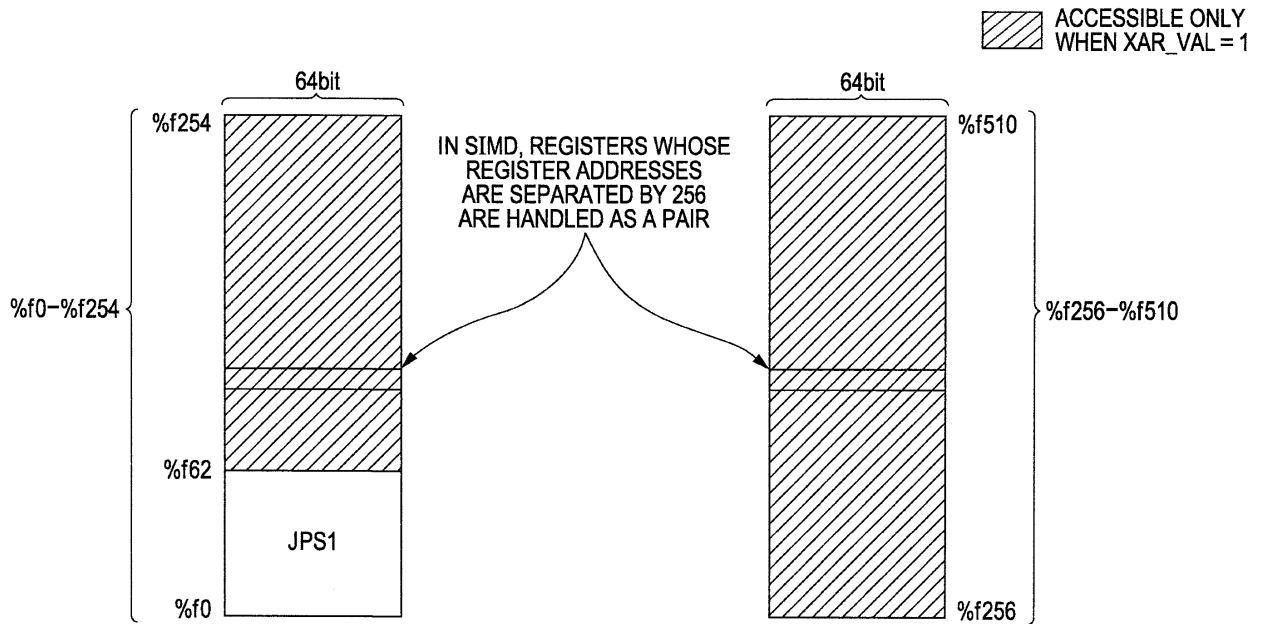 ACCESSIBLE ONLY
WHEN XAR_VAL = 1
64bit
64bit
%f254
%f510
IN SIMD, REGISTERS WHOSE
REGISTER ADDRESSES
ARE SEPARATED BY 256
ARE HANDLED AS A PAIR
%f0–%f254
%f256–%f510
%f62
JPS1
%f0
%f256